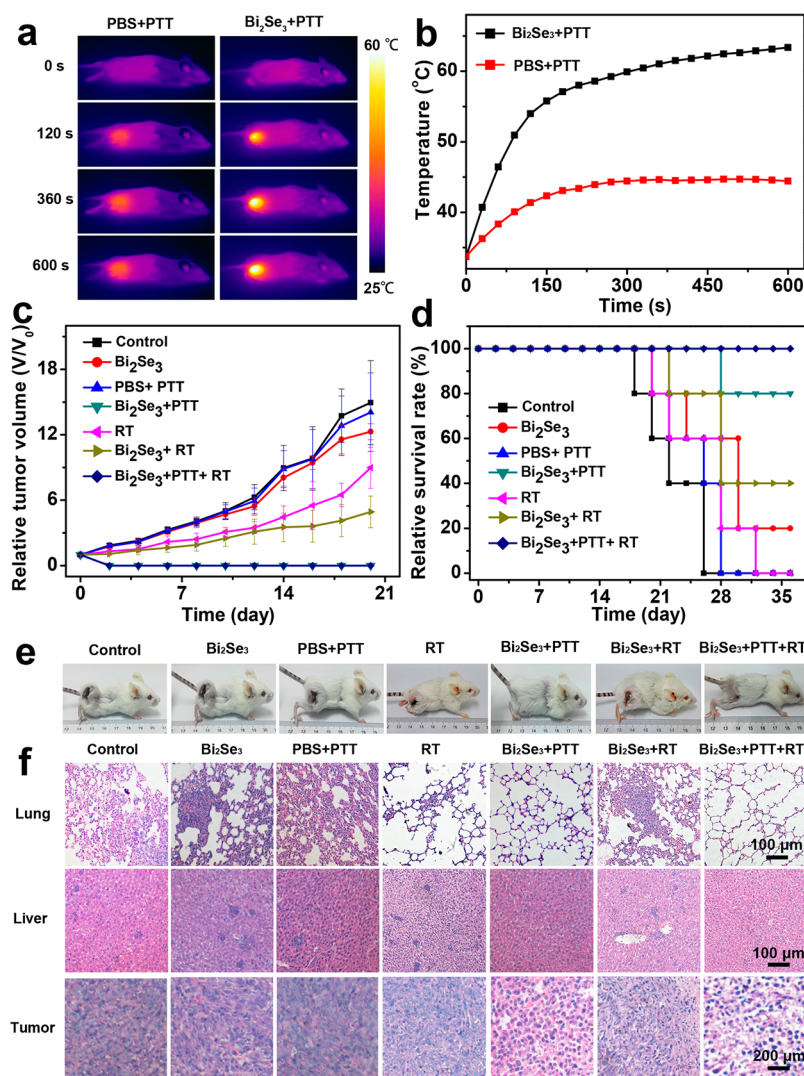 a
PBS+PTT
Bi₂Se₃+PTT
60 ℃
0 s
120 s
360 s
600 s
25℃
b
Bi₂Se₃+PTT
PBS+PTT
Temperature (°C)
60
50
40
0 150 300 450 600
Time (s)
c
Control
Bi₂Se₃
PBS+ PTT
Bi₂Se₃+PTT
RT
Bi₂Se₃+ RT
Bi₂Se₃+PTT+ RT
Relative tumor volume (V/V₀)
18
12
6
0
0 7 14 21
Time (day)
d
Control
Bi₂Se₃
PBS+ PTT
Bi₂Se₃+PTT
RT
Bi₂Se₃+ RT
Bi₂Se₃+PTT+ RT
Relative survival rate (%)
100
80
60
40
20
0
0 7 14 21 28 35
Time (day)
e
Control Bi₂Se₃ PBS+PTT RT Bi₂Se₃+PTT Bi₂Se₃+RT Bi₂Se₃+PTT+RT
f
Control Bi₂Se₃ PBS+PTT RT Bi₂Se₃+PTT Bi₂Se₃+RT Bi₂Se₃+PTT+RT
Lung
100 μm
Liver
100 μm
Tumor
200 μm